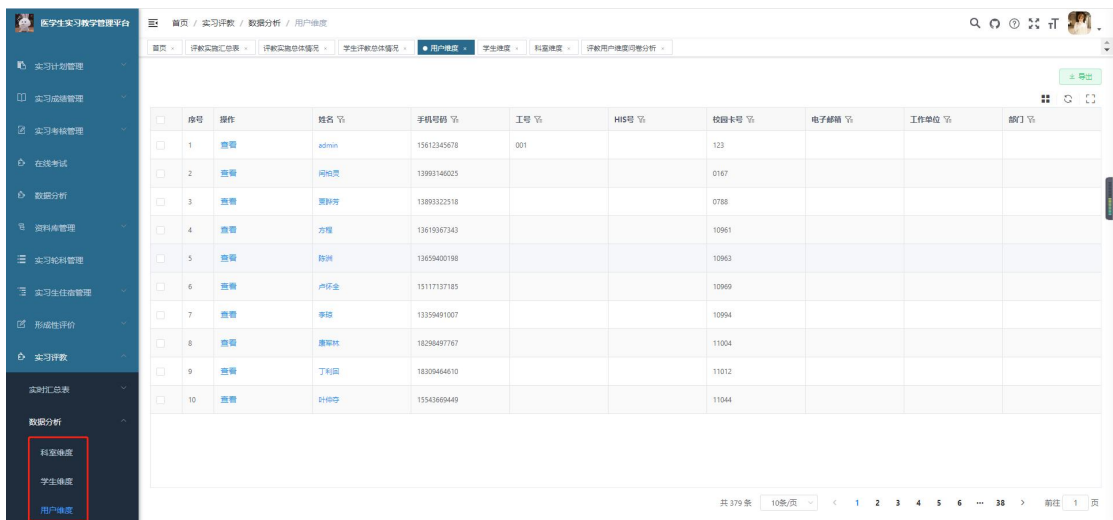 医学生实习教学管理平台
首页 / 实习评教 / 数据分析 / 用户维度
首页 × 评教实施汇总表 × 评教实施总体情况 × 学生评教总体情况 × ● 用户维度 × 学生维度 × 科室维度 × 评教用户维度问卷分析 ×
实习计划管理
实习成绩管理
实习考核管理
在线考试
数据分析
资料库管理
实习轮科管理
实习生住宿管理
形成性评价
实习评教
实时汇总表
数据分析
科室维度
学生维度
用户维度
导出
序号 操作 姓名 手机号码 工号 HIS号 校园卡号 电子邮箱 工作单位 部门
1 查看 admin 15612345678 001 123
2 查看 13993146025 0167
3 查看 13893322518 0788
4 查看 方程 13619367343 10961
5 查看 陈洲 13659400198 10963
6 查看 卢怀全 15117137185 10969
7 查看 李琼 13359491007 10994
8 查看 唐军林 18298497767 11004
9 查看 丁利国 18309464610 11012
10 查看 15543669449 11044
共 379 条 10条/页 < 1 2 3 4 5 6 ··· 38 > 前往 1 页